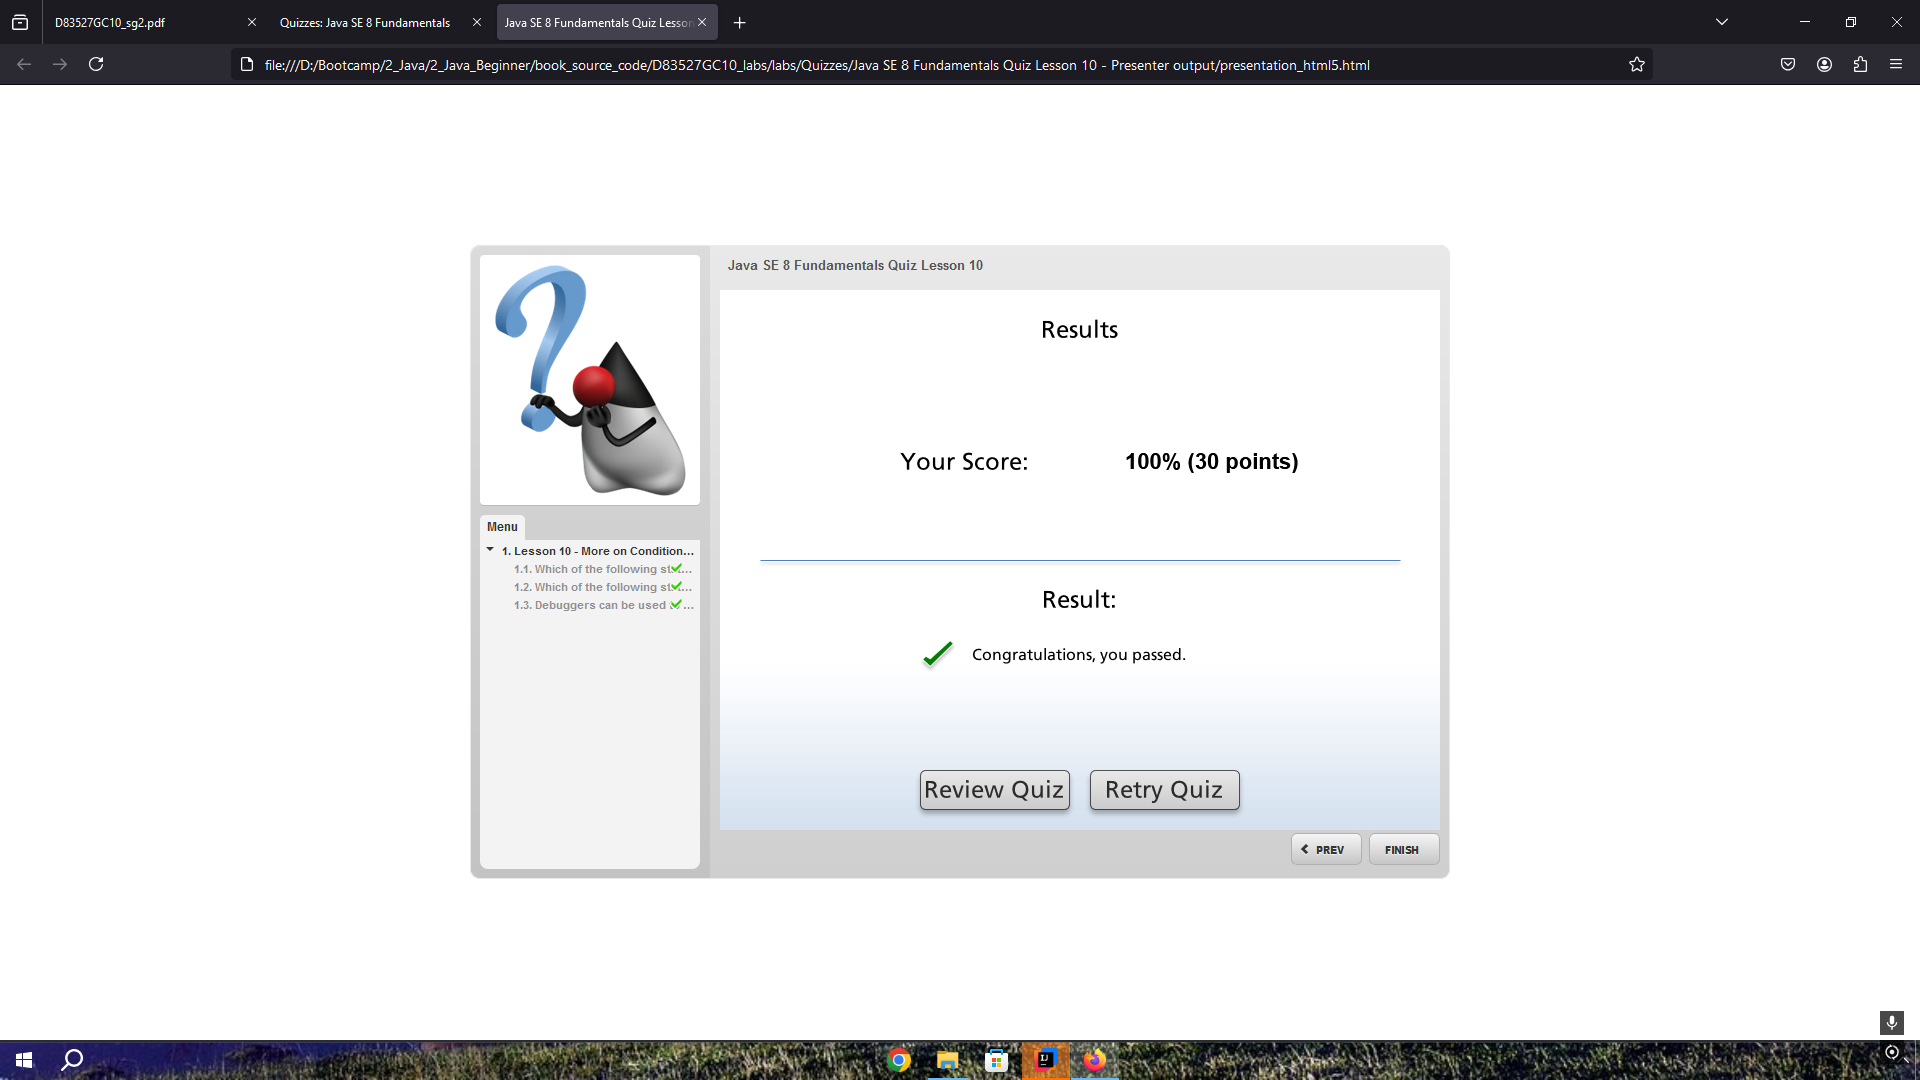 D83527GC10_sg2.pdf
Quizzes: Java SE 8 Fundamentals
Java SE 8 Fundamentals Quiz Lesson
file:///D:/Bootcamp/2_Java/2_Java_Beginner/book_source_code/D83527GC10_labs/labs/Quizzes/Java SE 8 Fundamentals Quiz Lesson 10 - Presenter output/presentation_html5.html
Java SE 8 Fundamentals Quiz Lesson 10
Results
Your Score: 100% (30 points)
Result:
Congratulations, you passed.
Review Quiz Retry Quiz
PREV FINISH
Menu
1. Lesson 10 - More on Condition...
1.1. Which of the following st...
1.2. Which of the following st...
1.3. Debuggers can be used ...